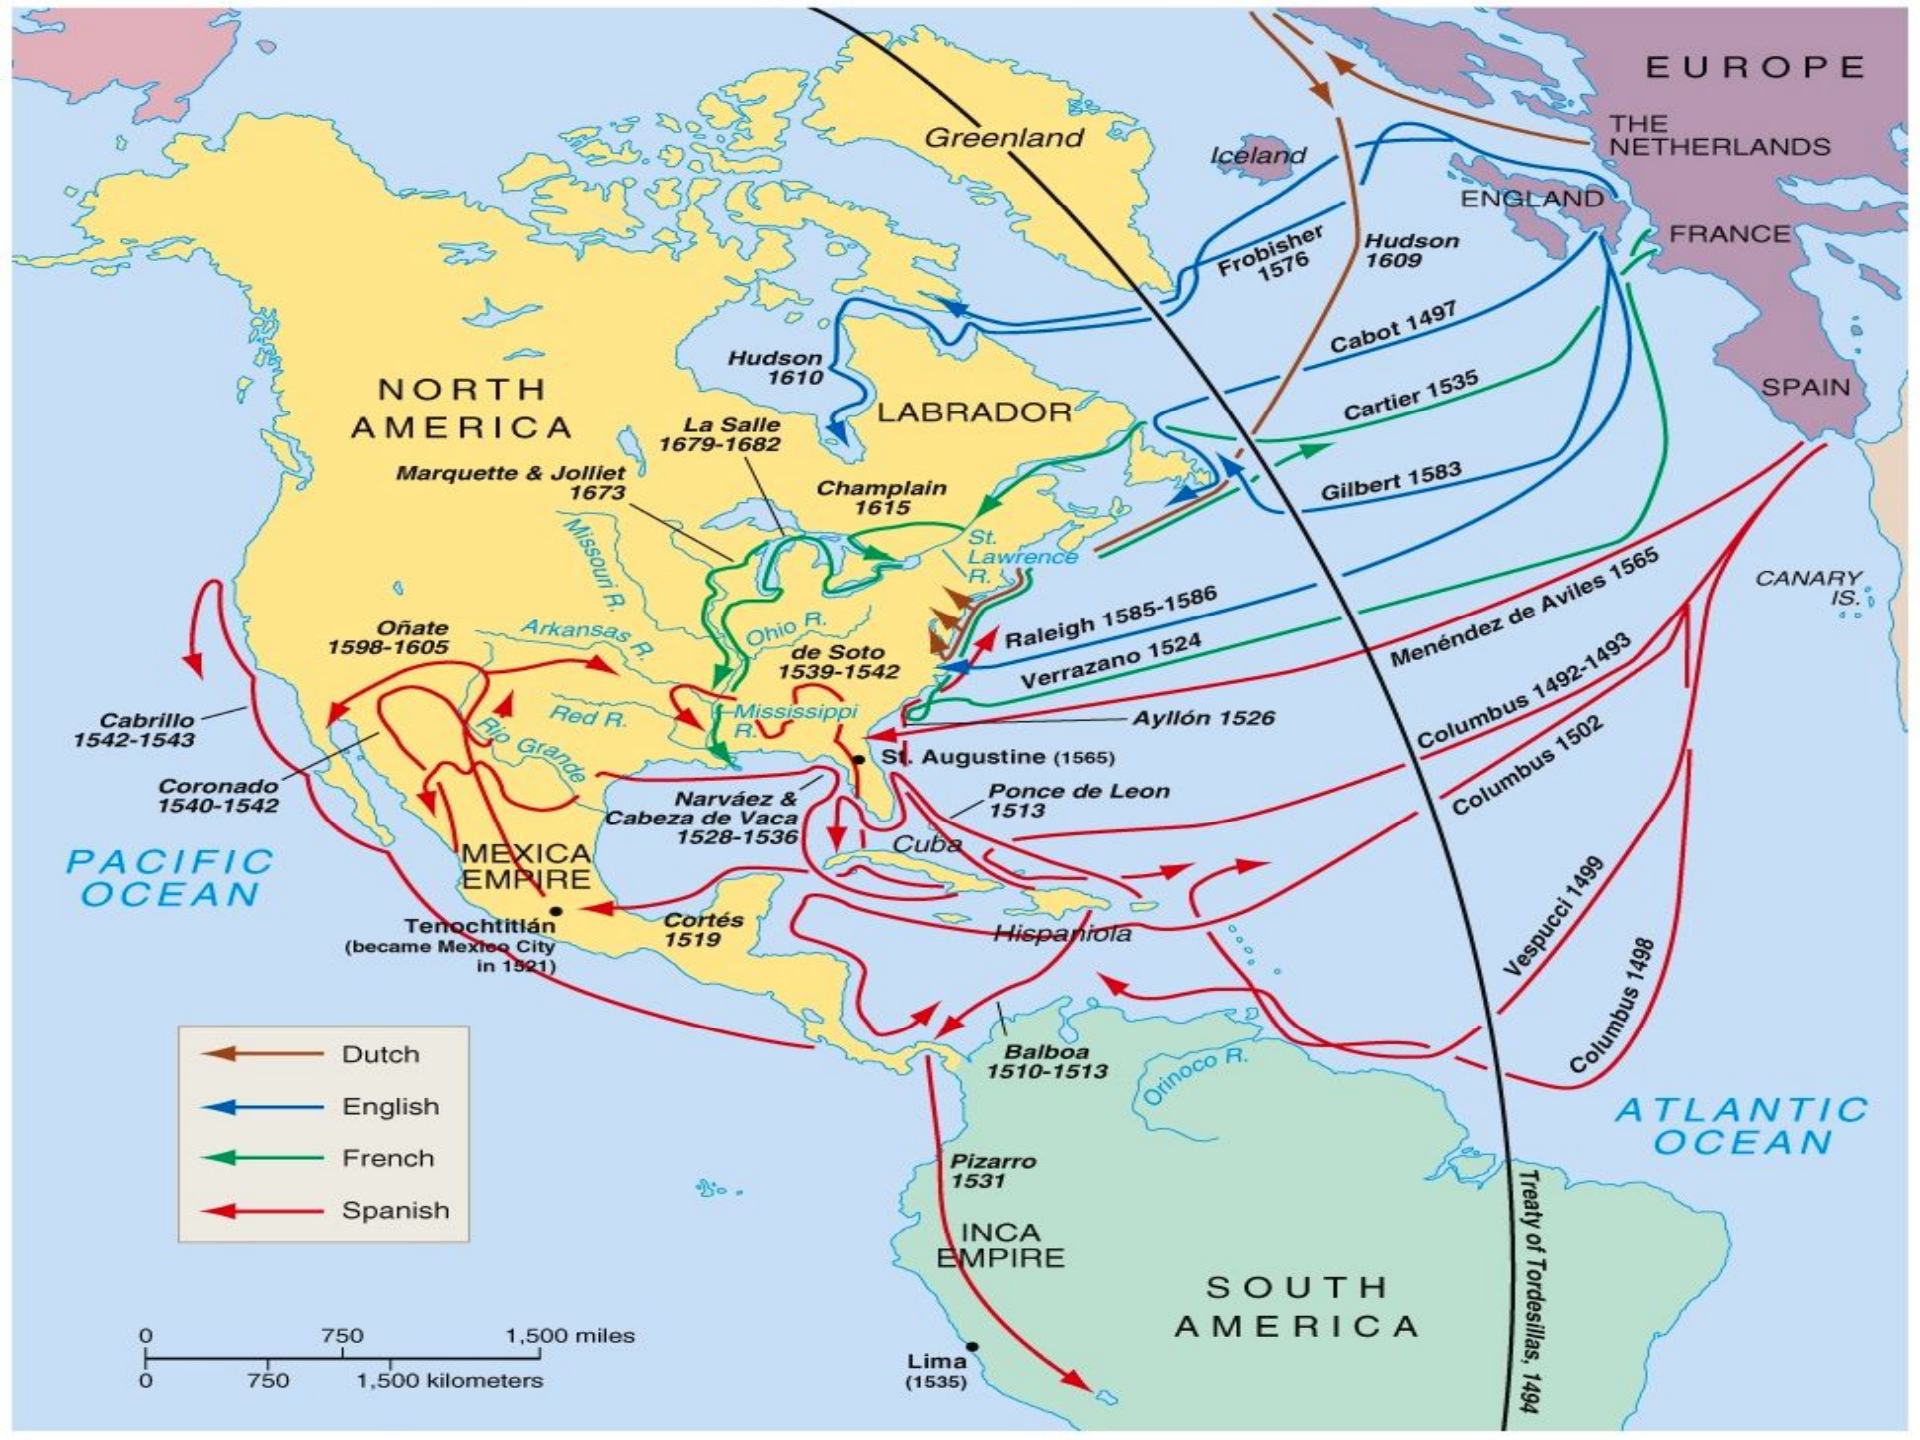 EUROPE
THE
NETHERLANDS
Greenland
Iceland
ENGLAND
FRANCE
Frobisher
1576
Hudson
1609
Cabot 1497
Hudson
1610
NORTH
AMERICA
LABRADOR
Cartier 1535
SPAIN
La Salle
1679-1682
Marquette & Jolliet
1673
Champlain
1615
Gilbert 1583
Missouri R.
St.
Lawrence
R.
CANARY
IS.
Menéndez de Aviles 1565
Raleigh 1585-1586
Verrazano 1524
Oñate
1598-1605
Arkansas R.
Ohio R.
de Soto
1539-1542
Columbus 1492-1493
Cabrillo
1542-1543
Red R.
Mississippi
R.
Rio Grande
Ayllón 1526
St. Augustine (1565)
Columbus 1502
Coronado
1540-1542
Narváez &
Cabeza de Vaca
1528-1536
Ponce de Leon
1513
Cuba
PACIFIC
OCEAN
MEXICA
EMPIRE
Tenochtitlán
(became Mexico City
in 1521)
Cortés
1519
Hispaniola
Vespucci 1499
Columbus 1498
Balboa
1510-1513
Orinoco R.
ATLANTIC
OCEAN
Dutch
English
French
Spanish
Pizarro
1531
INCA
EMPIRE
SOUTH
AMERICA
Treaty of Tordesillas, 1494
Lima
(1535)
0 750 1,500 miles
0 750 1,500 kilometers